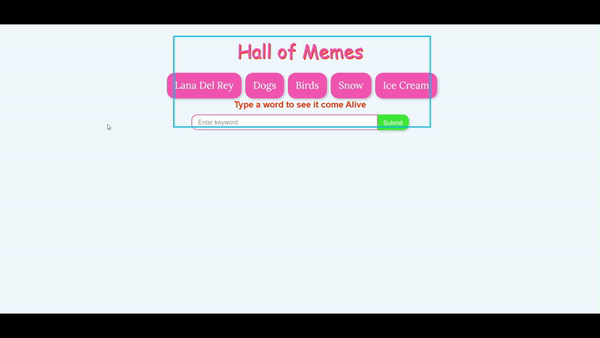 Hall of Memes
Lana Del Rey Dogs Birds Snow Ice Cream
Type a word to see it come Alive
Enter keyword Submit